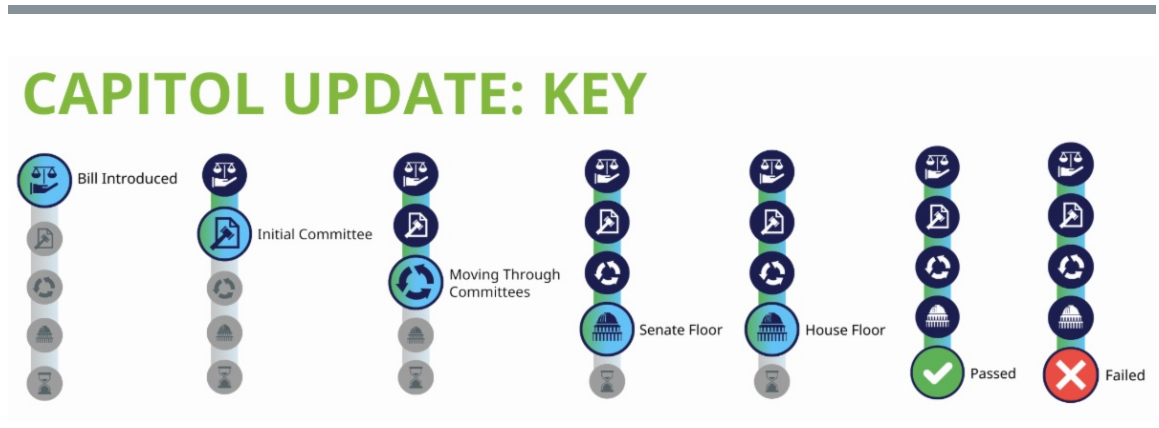 CAPITOL UPDATE: KEY
Bill Introduced
Initial Committee
Moving Through
Committees
Senate Floor
House Floor
Passed
Failed